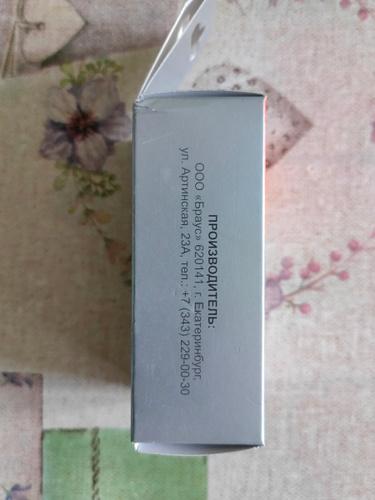 ПРОИЗВОДИТЕЛЬ:
ООО «Браус» 620141, г. Екатеринбург,
ул. Артинская, 23А, тел.: +7 (343) 229-00-30